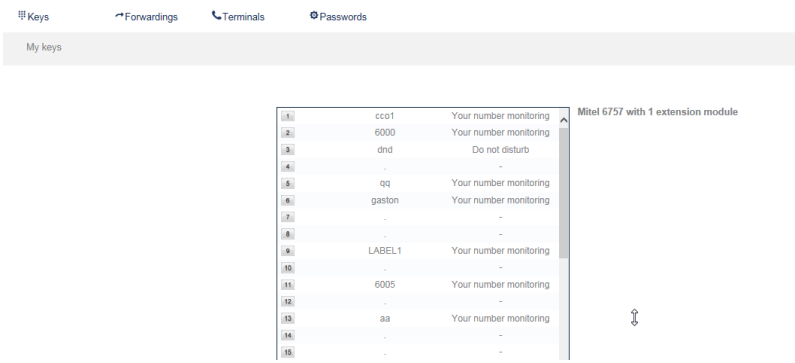 Keys Forwardings Terminals Passwords
My keys
Mitel 6757 with 1 extension module
1 cco1 Your number monitoring
2 6000 Your number monitoring
3 dnd Do not disturb
4 . -
5 qq Your number monitoring
6 gaston Your number monitoring
7 . -
8 . -
9 LABEL1 Your number monitoring
10 . -
11 6005 Your number monitoring
12 . -
13 aa Your number monitoring
14 . -
15 . -